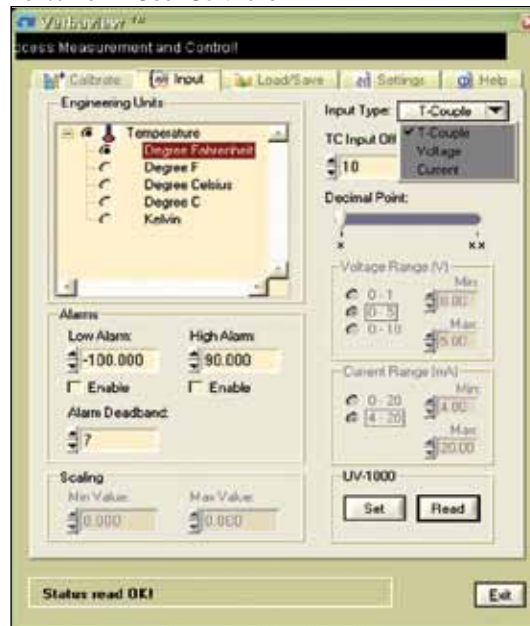 Verbaview ™
ccess Measurement and Control!
Calibrate
Input
Load/Save
Settings
Help
Engineering Units
Temperature
Degree Fahrenheit
Degree F
Degree Celsius
Degree C
Kelvin
Input Type:
T-Couple
T-Couple
Voltage
Current
TC Input Off
10
Decimal Point:
x
x.x
Voltage Range (V)
0 - 1
0 - 5
0 - 10
Min:
0.00
Max:
5.00
Alarms
Low Alarm:
High Alarm:
-100.000
90.000
Enable
Enable
Alarm Deadband:
7
Current Range (mA)
0 - 20
4 - 20
Min:
4.00
Max:
20.00
Scaling
Min Value:
Max Value:
0.000
0.000
UV-1000
Set
Read
Status read OK!
Exit